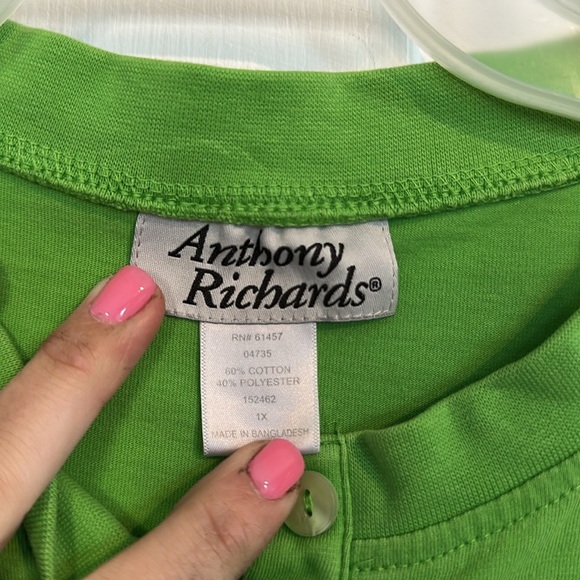 Anthony
Richards®
RN# 61457
04735
60% COTTON
40% POLYESTER
152462
1X
MADE IN BANGLADESH